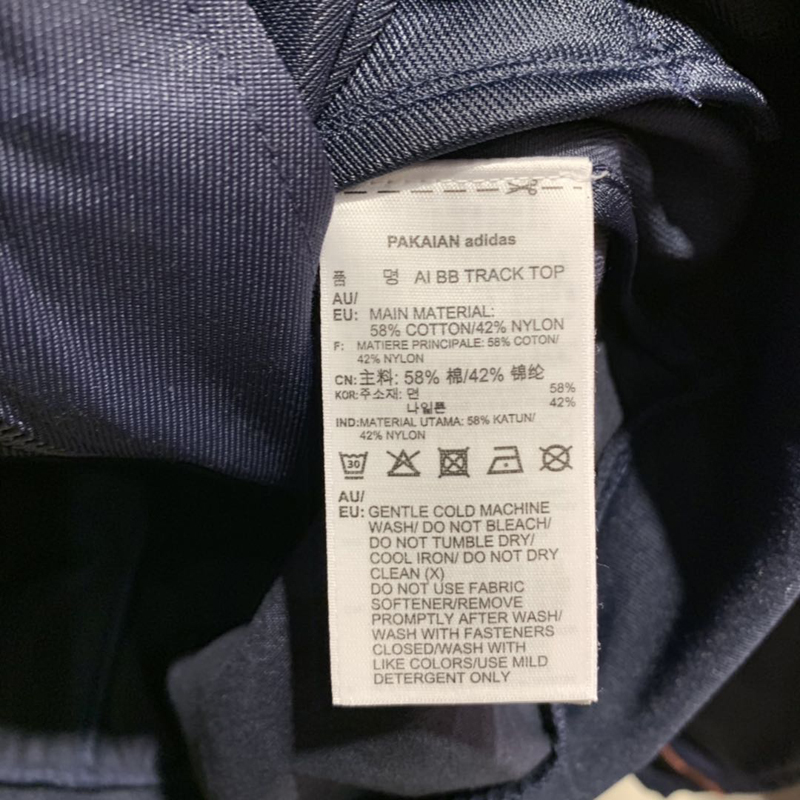 PAKAIAN adidas
품 명 AI BB TRACK TOP
AU/
EU: MAIN MATERIAL:
58% COTTON/42% NYLON
F: MATIERE PRINCIPALE: 58% COTON/
42% NYLON
CN: 主料: 58% 棉/42% 锦纶
KOR: 주소재: 면 58%
나일론 42%
IND: MATERIAL UTAMA: 58% KATUN/
42% NYLON
30
AU/
EU: GENTLE COLD MACHINE
WASH/ DO NOT BLEACH/
DO NOT TUMBLE DRY/
COOL IRON/ DO NOT DRY
CLEAN (X)
DO NOT USE FABRIC
SOFTENER/REMOVE
PROMPTLY AFTER WASH/
WASH WITH FASTENERS
CLOSED/WASH WITH
LIKE COLORS/USE MILD
DETERGENT ONLY